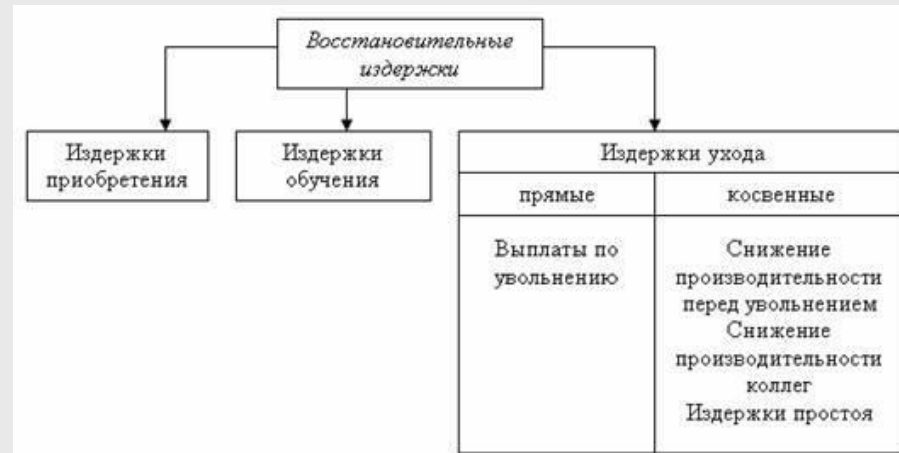 Восстановительные
издержки
Издержки
приобретения
Издержки
обучения
Издержки ухода
прямые
косвенные
Выплаты по
увольнению
Снижение
производительности
перед увольнением
Снижение
производительности
коллег
Издержки простоя